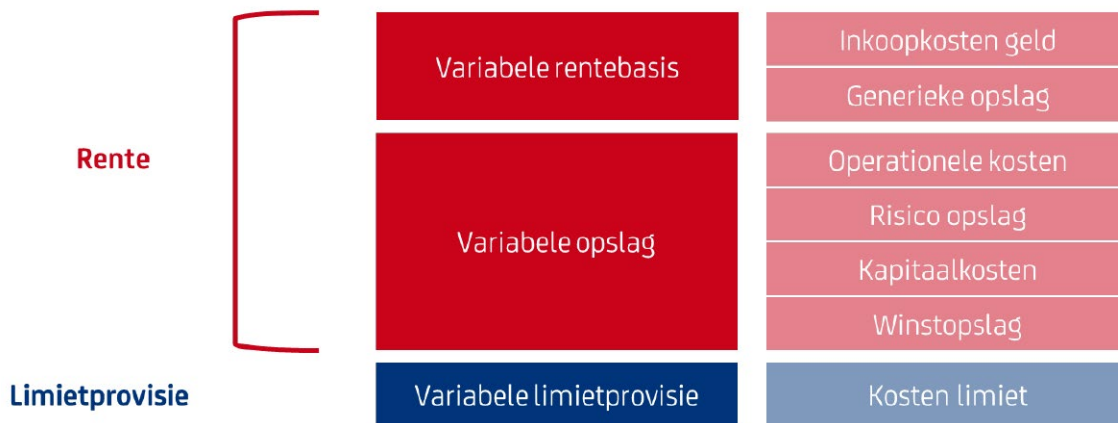 Rente
Variabele rentebasis
Inkoopkosten geld
Generieke opslag
Variabele opslag
Operationele kosten
Risico opslag
Kapitaalkosten
Winstopslag
Limietprovisie
Variabele limietprovisie
Kosten limiet